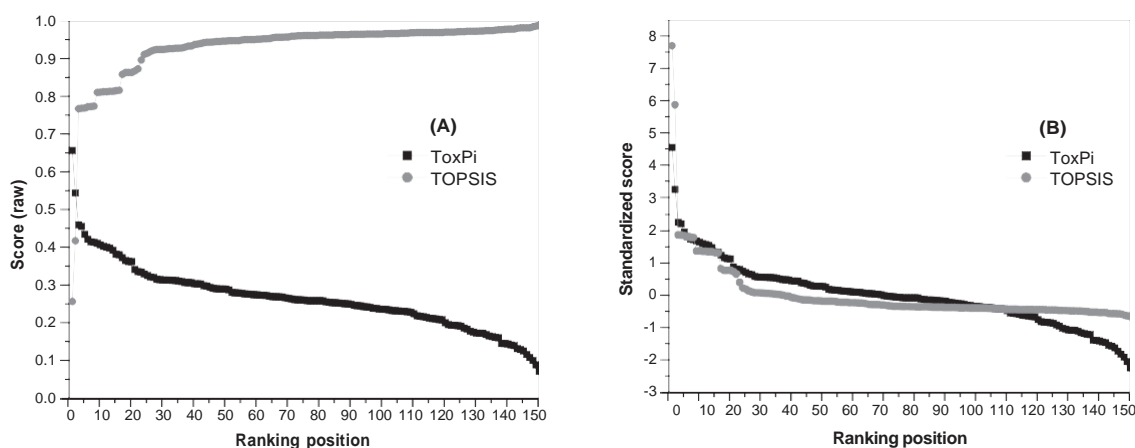 1.0
0.9
0.8
0.7
0.6
0.5
0.4
0.3
0.2
0.1
0.0
Score (raw)
(A)
ToxPi
TOPSIS
0 10 20 30 40 50 60 70 80 90 100 110 120 130 140 150
Ranking position
8
7
6
5
4
3
2
1
0
-1
-2
-3
Standardized score
(B)
ToxPi
TOPSIS
0 10 20 30 40 50 60 70 80 90 100 110 120 130 140 150
Ranking position